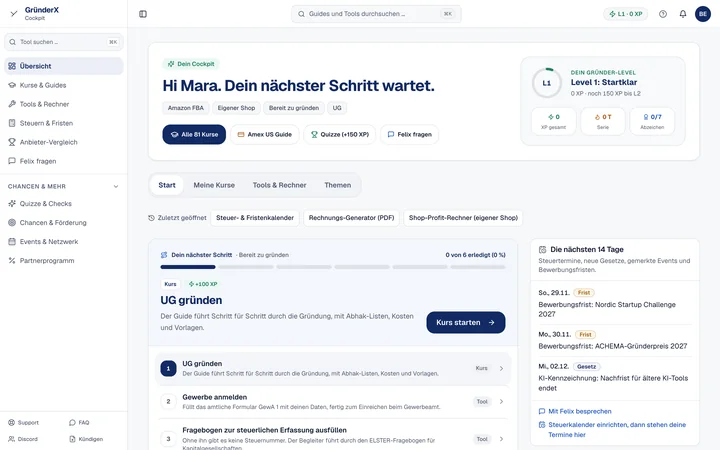 GründerX
Cockpit
Guides und Tools durchsuchen …
⌘K
L1 · 0 XP
BE
Tool suchen …
⌘K
Übersicht
Kurse & Guides
Tools & Rechner
Steuern & Fristen
Anbieter-Vergleich
Felix fragen
CHANCEN & MEHR
Quizze & Checks
Chancen & Förderung
Events & Netzwerk
Partnerprogramm
Support
FAQ
Discord
Kündigen
Dein Cockpit
Hi Mara. Dein nächster Schritt wartet.
Amazon FBA
Eigener Shop
Bereit zu gründen
UG
Alle 81 Kurse
Amex US Guide
Quizze (+150 XP)
Felix fragen
L1
DEIN GRÜNDER-LEVEL
Level 1: Startklar
0 XP · noch 150 XP bis L2
0
XP gesamt
0 T
Serie
0/7
Abzeichen
Start
Meine Kurse
Tools & Rechner
Themen
Zuletzt geöffnet
Steuer- & Fristenkalender
Rechnungs-Generator (PDF)
Shop-Profit-Rechner (eigener Shop)
Dein nächster Schritt · Bereit zu gründen
0 von 6 erledigt (0 %)
Kurs
+100 XP
UG gründen
Der Guide führt Schritt für Schritt durch die Gründung, mit Abhak-Listen, Kosten
und Vorlagen.
Kurs starten
1
UG gründen
Der Guide führt Schritt für Schritt durch die Gründung, mit Abhak-Listen, Kosten und Vorlagen.
Kurs
2
Gewerbe anmelden
Füllt das amtliche Formular GewA 1 mit deinen Daten, fertig zum Einreichen beim Gewerbeamt.
Tool
3
Fragebogen zur steuerlichen Erfassung ausfüllen
Ohne ihn gibt es keine Steuernummer. Der Begleiter führt durch den ELSTER-Fragebogen für
Kapitalgesellschaften.
Tool
Die nächsten 14 Tage
Steuertermine, neue Gesetze, gemerkte Events und
Bewerbungsfristen.
So., 29.11.
Frist
Bewerbungsfrist: Nordic Startup Challenge
2027
Mo., 30.11.
Frist
Bewerbungsfrist: ACHEMA-Gründerpreis 2027
Mi., 02.12.
Gesetz
KI-Kennzeichnung: Nachfrist für ältere KI-Tools
endet
Mit Felix besprechen
Steuerkalender einrichten, dann stehen deine
Termine hier